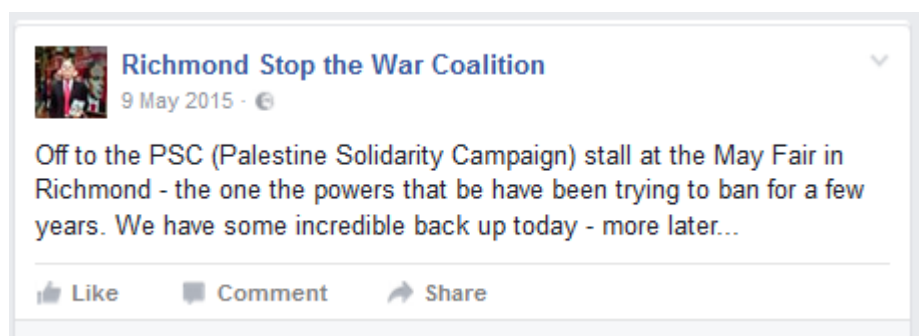 Richmond Stop the War Coalition
9 May 2015 ·
Off to the PSC (Palestine Solidarity Campaign) stall at the May Fair in
Richmond - the one the powers that be have been trying to ban for a few
years. We have some incredible back up today - more later...
Like Comment Share